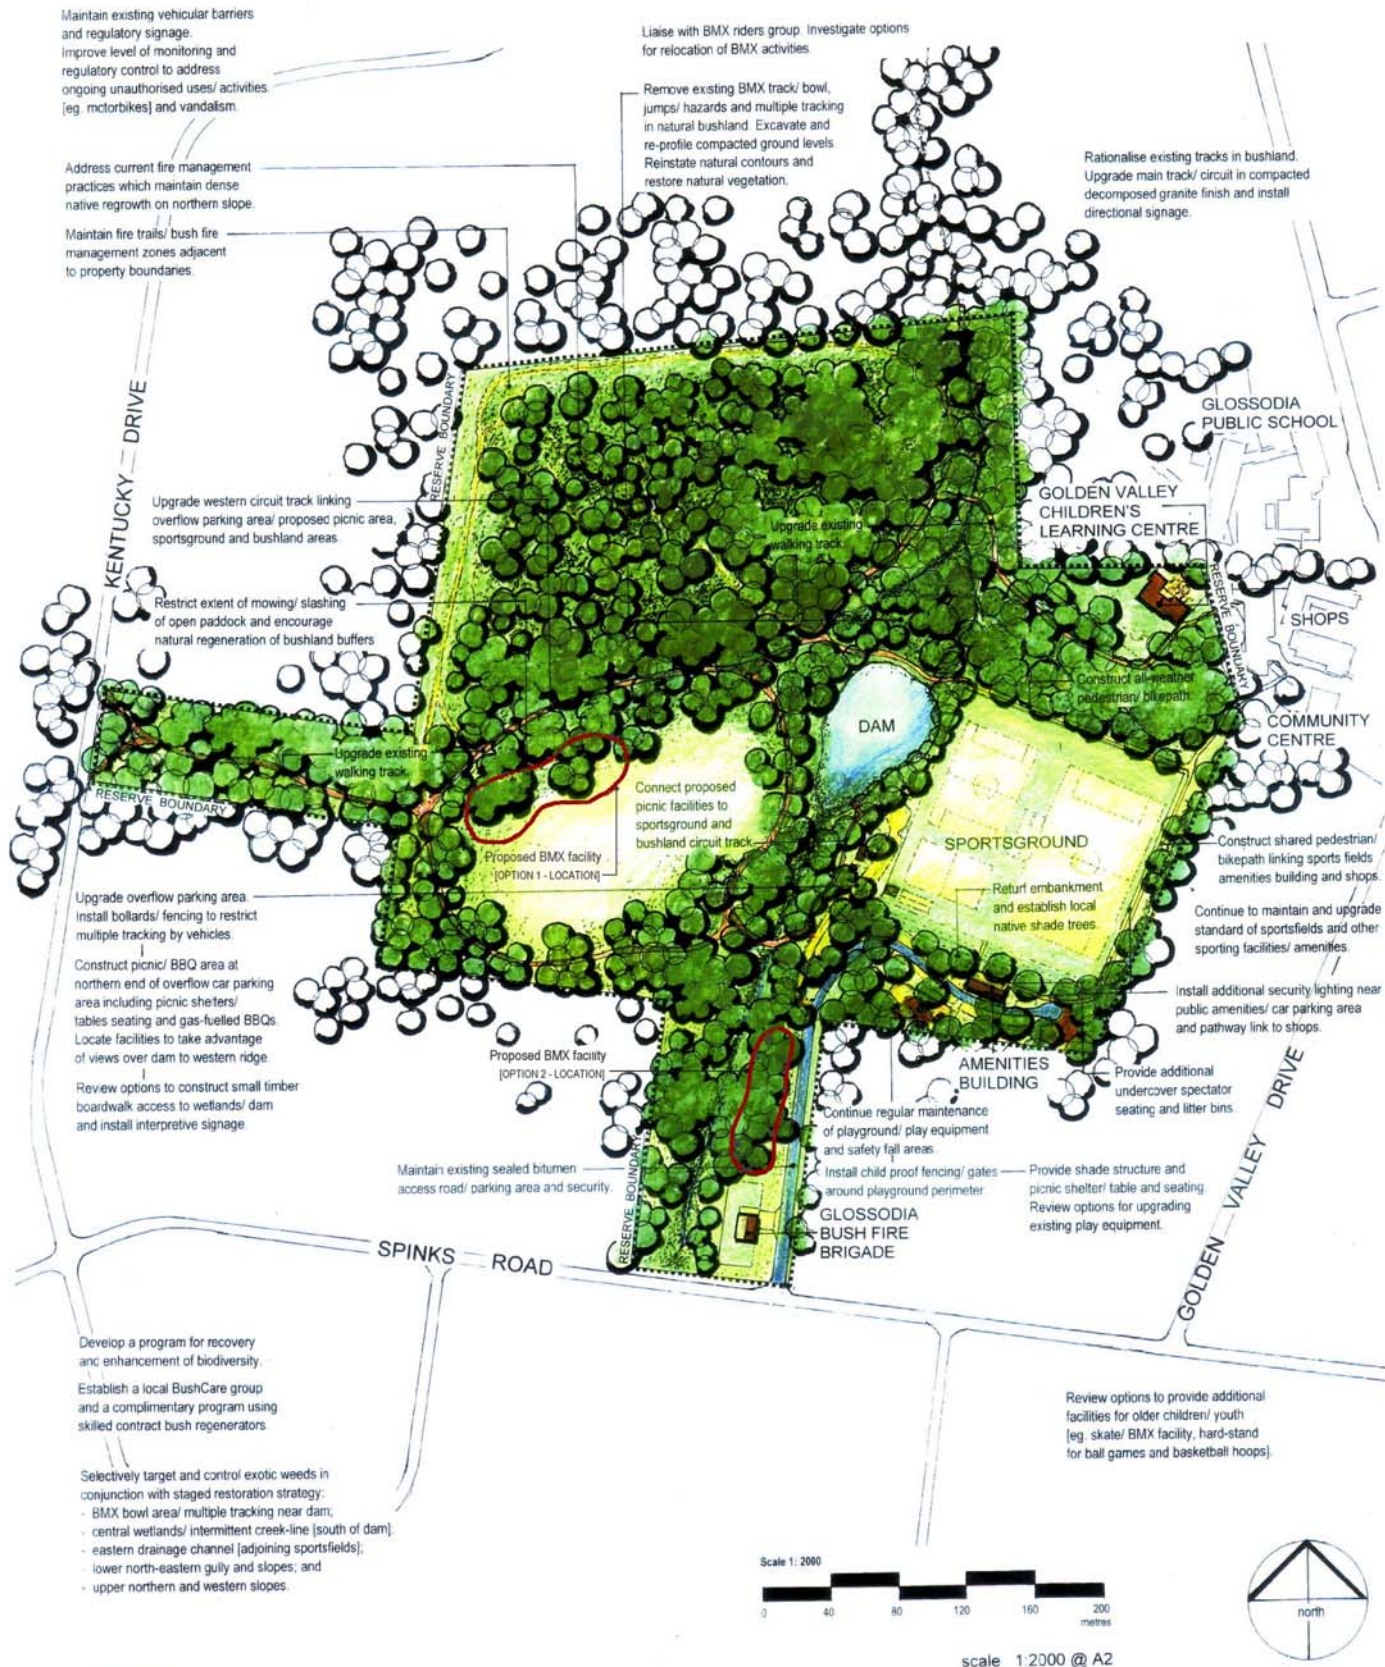 Maintain existing vehicular barriers
and regulatory signage.
Improve level of monitoring and
regulatory control to address
ongoing unauthorised uses/ activities
[eg. motorbikes] and vandalism.
Liaise with BMX riders group. Investigate options
for relocation of BMX activities.
Remove existing BMX track/ bowl,
jumps/ hazards and multiple tracking
in natural bushland. Excavate and
re-profile compacted ground levels.
Reinstate natural contours and
restore natural vegetation.
Address current fire management
practices which maintain dense
native regrowth on northern slope.
Maintain fire trails/ bush fire
management zones adjacent
to property boundaries.
Rationalise existing tracks in bushland.
Upgrade main track/ circuit in compacted
decomposed granite finish and install
directional signage.
KENTUCKY DRIVE
RESERVE BOUNDARY
GLOSSODIA
PUBLIC SCHOOL
GOLDEN VALLEY
CHILDREN'S
LEARNING CENTRE
RESERVE BOUNDARY
SHOPS
Upgrade western circuit track linking
overflow parking area/ proposed picnic area,
sportsground and bushland areas.
Upgrade existing
walking track.
Restrict extent of mowing/ slashing
of open paddock and encourage
natural regeneration of bushland buffers
Construct all-weather
pedestrian/ bikepath.
COMMUNITY
CENTRE
DAM
Upgrade existing
walking track.
RESERVE BOUNDARY
Connect proposed
picnic facilities to
sportsground and
bushland circuit track.
Proposed BMX facility
[OPTION 1 - LOCATION]
SPORTSGROUND
Construct shared pedestrian/
bikepath linking sports fields
amenities building and shops.
Continue to maintain and upgrade
standard of sportsfields and other
sporting facilities/ amenities.
Returf embankment
and establish local
native shade trees.
Upgrade overflow parking area.
Install bollards/ fencing to restrict
multiple tracking by vehicles.
Construct picnic/ BBQ area at
northern end of overflow car parking
area including picnic shelters/
tables seating and gas-fuelled BBQs.
Locate facilities to take advantage
of views over dam to western ridge.
Review options to construct small timber
boardwalk access to wetlands/ dam
and install interpretive signage.
Install additional security lighting near
public amenities/ car parking area
and pathway link to shops.
Proposed BMX facility
[OPTION 2 - LOCATION]
AMENITIES
BUILDING
Provide additional
undercover spectator
seating and litter bins.
Continue regular maintenance
of playground/ play equipment
and safety fall areas.
Install child proof fencing/ gates
around playground perimeter
Provide shade structure and
picnic shelter/ table and seating.
Review options for upgrading
existing play equipment.
Maintain existing sealed bitumen
access road/ parking area and security.
RESERVE BOUNDARY
GLOSSODIA
BUSH FIRE
BRIGADE
GOLDEN VALLEY DRIVE
SPINKS ROAD
Develop a program for recovery
and enhancement of biodiversity.
Establish a local BushCare group
and a complimentary program using
skilled contract bush regenerators.
Selectively target and control exotic weeds in
conjunction with staged restoration strategy:
- BMX bowl area/ multiple tracking near dam;
- central wetlands/ intermittent creek-line [south of dam];
- eastern drainage channel [adjoining sportsfields];
- lower north-eastern gully and slopes; and
- upper northern and western slopes.
Review options to provide additional
facilities for older children/ youth
[eg. skate/ BMX facility, hard-stand
for ball games and basketball hoops].
Scale 1: 2000
0 40 80 120 160 200
metres
scale 1:2000 @ A2
north